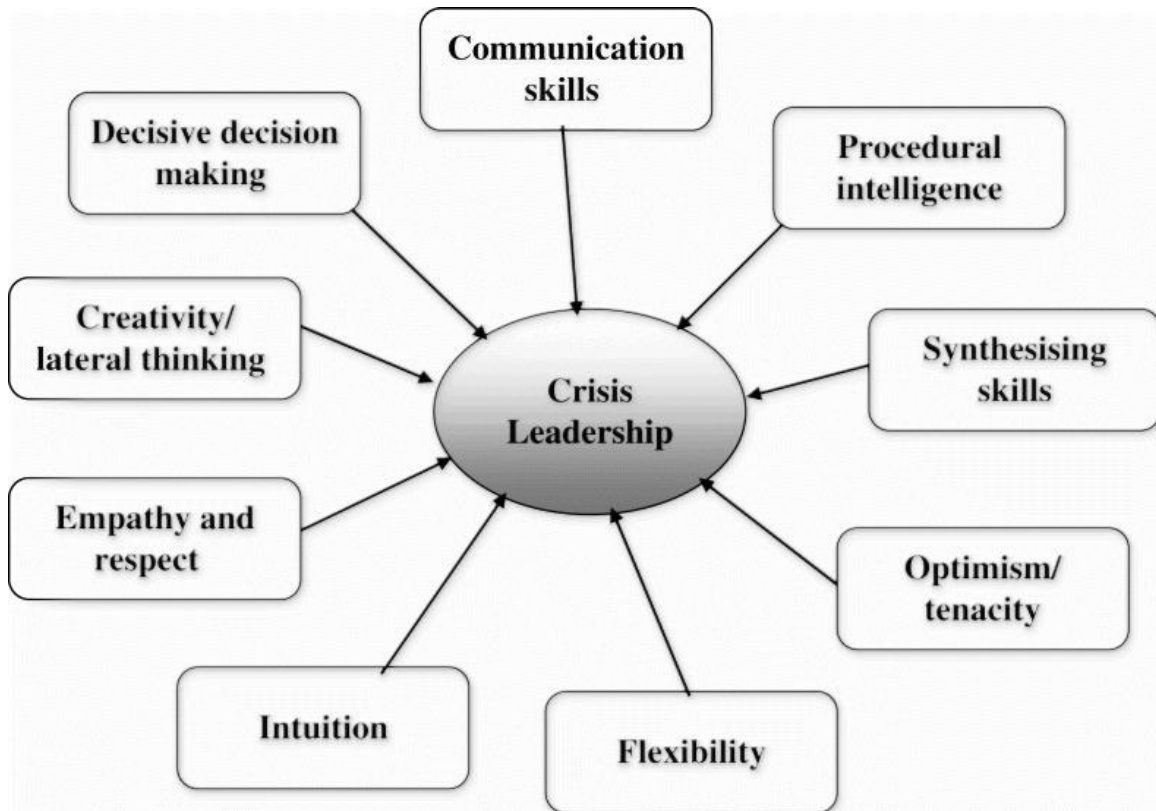 Communication
skills
Decisive decision
making
Procedural
intelligence
Creativity/
lateral thinking
Synthesising
skills
Crisis
Leadership
Empathy and
respect
Optimism/
tenacity
Intuition
Flexibility